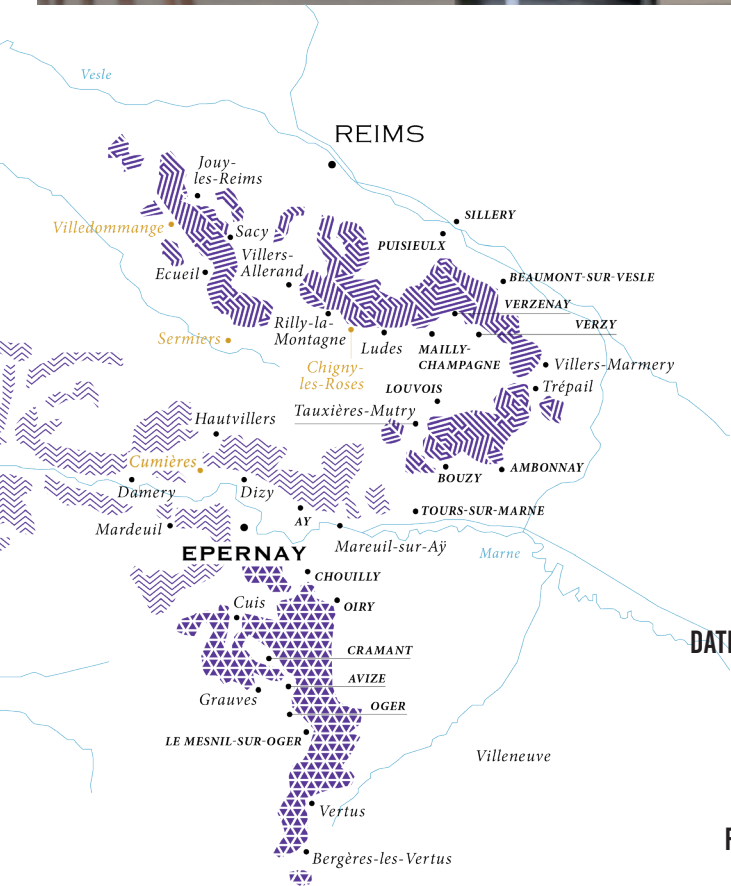 Vesle
REIMS
Jouy-
les-Reims
SILLERY
Villedommange
Sacy
PUISIEULX
Villers-
Allerand
Ecueil
BEAUMONT-SUR-VESLE
VERZENAY
Rilly-la-
Montagne
VERZY
Sermiers
Ludes
MAILLY-
CHAMPAGNE
Villers-Marmery
Chigny-
les-Roses
LOUVOIS
Trépail
Tauxières-Mutry
Hautvillers
Cumières
AMBONNAY
BOUZY
Damery
Dizy
TOURS-SUR-MARNE
AY
Mardeuil
Mareuil-sur-Aÿ
EPERNAY
Marne
CHOUILLY
Cuis
OIRY
DATE
CRAMANT
AVIZE
Grauves
OGER
LE MESNIL-SUR-OGER
Villeneuve
Vertus
Bergères-les-Vertus